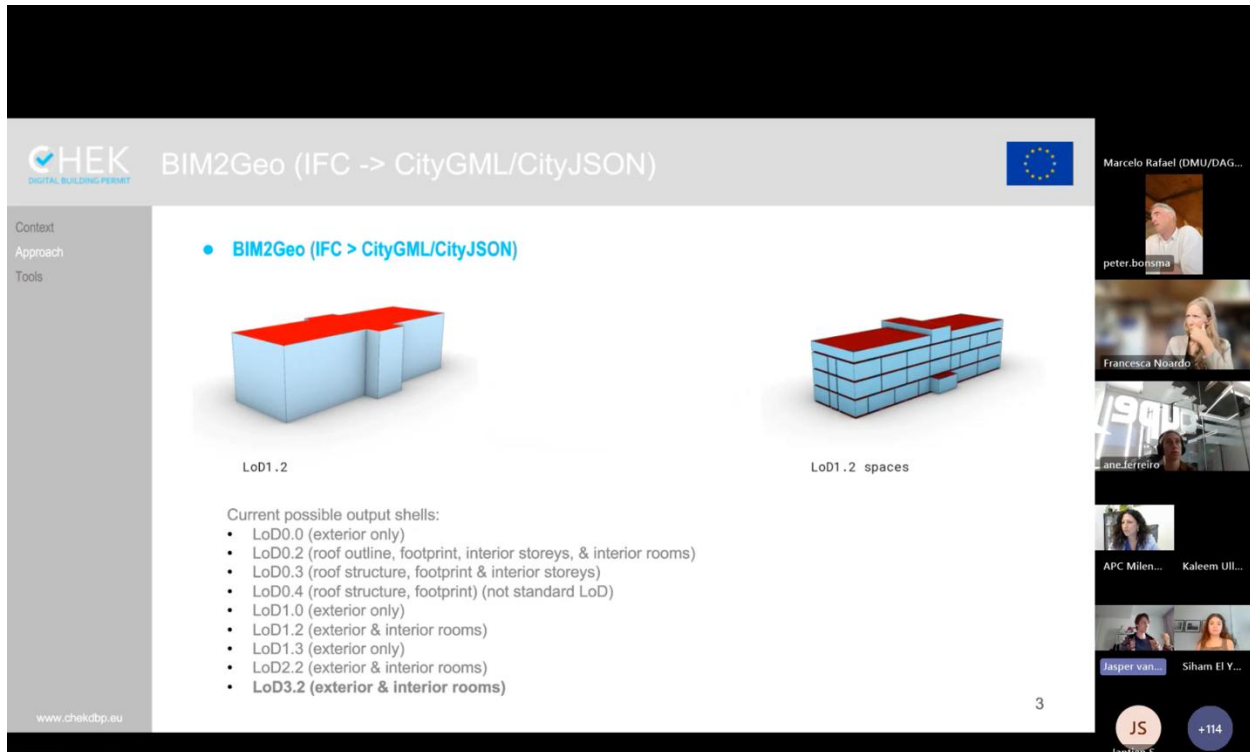 CHEK
DIGITAL BUILDING PERMIT
BIM2Geo (IFC -> CityGML/CityJSON)
Context
Approach
Tools
• BIM2Geo (IFC > CityGML/CityJSON)
LoD1.2
LoD1.2 spaces
Current possible output shells:
• LoD0.0 (exterior only)
• LoD0.2 (roof outline, footprint, interior storeys, & interior rooms)
• LoD0.3 (roof structure, footprint & interior storeys)
• LoD0.4 (roof structure, footprint) (not standard LoD)
• LoD1.0 (exterior only)
• LoD1.2 (exterior & interior rooms)
• LoD1.3 (exterior only)
• LoD2.2 (exterior & interior rooms)
• LoD3.2 (exterior & interior rooms)
3
www.chekdbp.eu
Marcelo Rafael (DMU/DAG...
peter.bonsma
Francesca Noardo
ane.ferreiro
APC Milen... Kaleem Ull...
Jasper van... Siham El Y...
JS +114